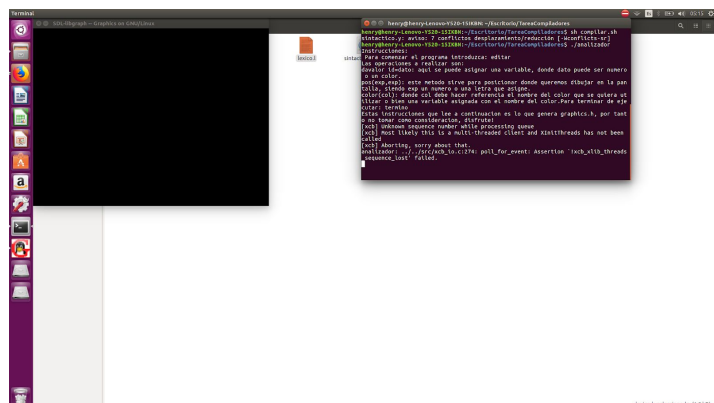 Terminal
05:15
SDL-libgraph — Graphics on GNU/Linux
henry@henry-Lenovo-Y520-15IKBN: ~/Escritorio/TareaCompiladores
henry@henry-Lenovo-Y520-15IKBN:~/Escritorio/TareaCompiladores$ sh compilar.sh
sintactico.y: aviso: 7 conflictos desplazamiento/reducción [-Wconflicts-sr]
henry@henry-Lenovo-Y520-15IKBN:~/Escritorio/TareaCompiladores$ ./analizador
Instrucciones:
Para comenzar el programa introduzca: editar
Las operaciones a realizar son:
davalor id=dato: aqui se puede asignar una variable, donde dato puede ser numero
o un color.
pos(exp,exp): este metodo sirve para posicionar donde queremos dibujar en la pan
talla, siendo exp un numero o una letra que asigne.
color(col): donde col debe hacer referencia el nombre del color que se quiera ut
ilizar o bien una variable asignada con el nombre del color.Para terminar de eje
cutar: termino
Estas instrucciones que lee a continuacion es lo que genera graphics.h, por tant
o no tomar como consideracion, disfrute!
[xcb] Unknown sequence number while processing queue
[xcb] Most likely this is a multi-threaded client and XInitThreads has not been
called
[xcb] Aborting, sorry about that.
analizador: ../../src/xcb_io.c:274: poll_for_event: Assertion `!xcb_xlib_threads
_sequence_lost' failed.
lexico.l
sintac